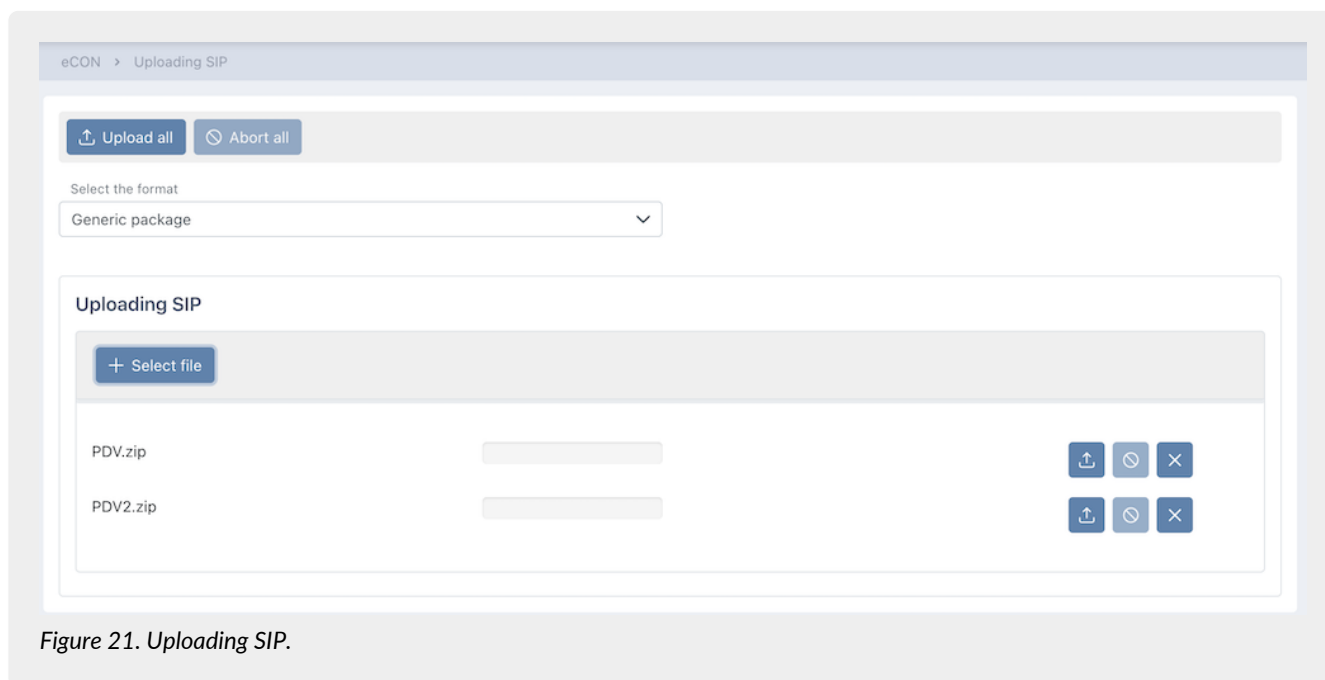 eCON > Uploading SIP
Upload all Abort all
Select the format
Generic package
Uploading SIP
+ Select file
PDV.zip
PDV2.zip
Figure 21. Uploading SIP.